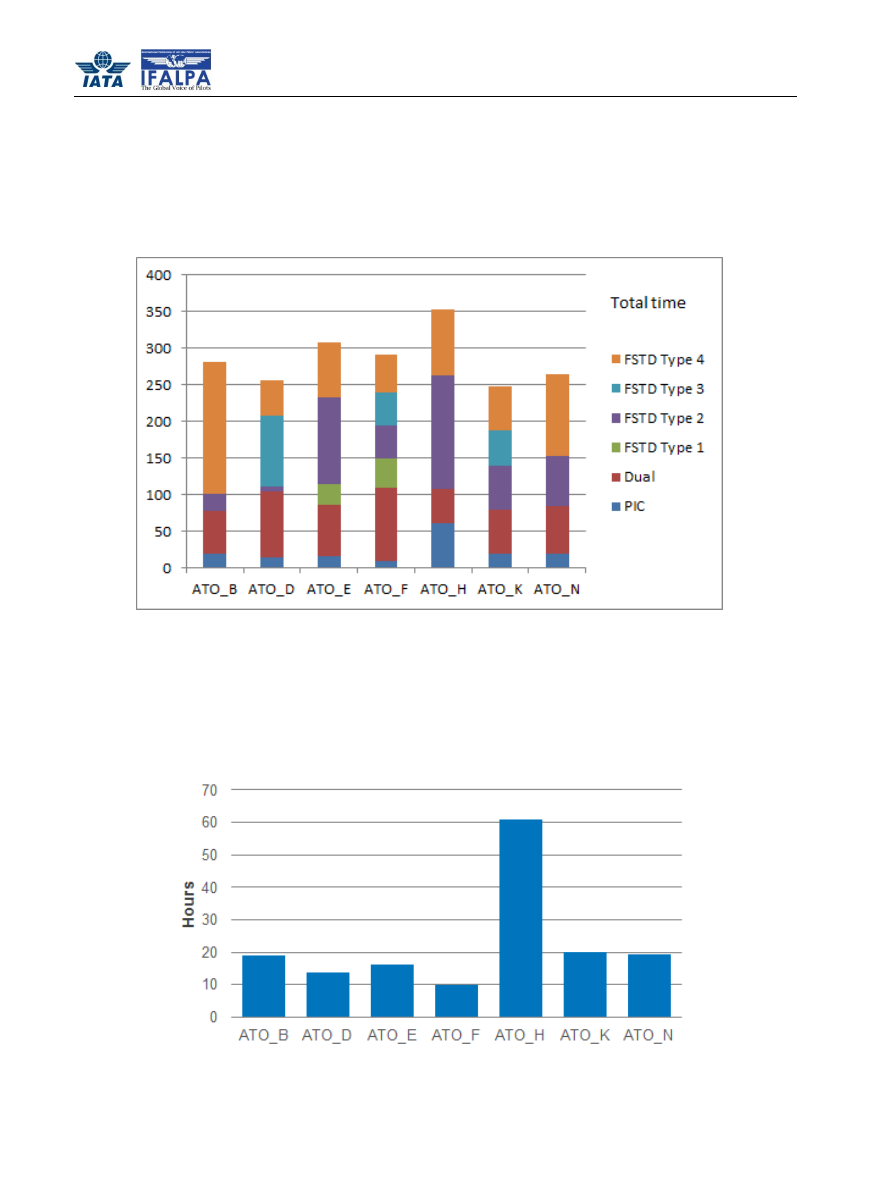 IATA
IFALPA
The Global Voice of Pilots
400
350
300
250
200
150
100
50
0
ATO_B ATO_D ATO_E ATO_F ATO_H ATO_K ATO_N
Total time
FSTD Type 4
FSTD Type 3
FSTD Type 2
FSTD Type 1
Dual
PIC
Hours
70
60
50
40
30
20
10
0
ATO_B ATO_D ATO_E ATO_F ATO_H ATO_K ATO_N